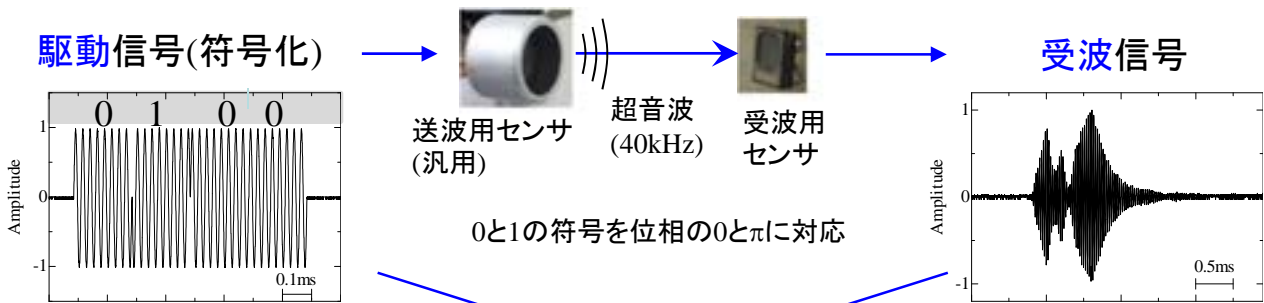 駆動信号(符号化)
0 1 0 0
1
0
-1
Amplitude
0.1ms
送波用センサ
(汎用)
超音波
(40kHz)
受波用
センサ
0と1の符号を位相の0とπに対応
受波信号
1
0
-1
Amplitude
0.5ms